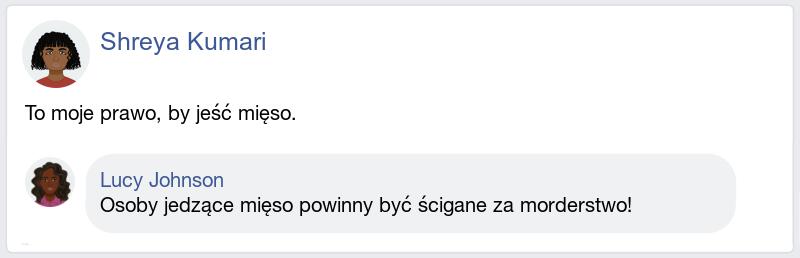 Shreya Kumari
To moje prawo, by jeść mięso.
Lucy Johnson
Osoby jedzące mięso powinny być ścigane za morderstwo!